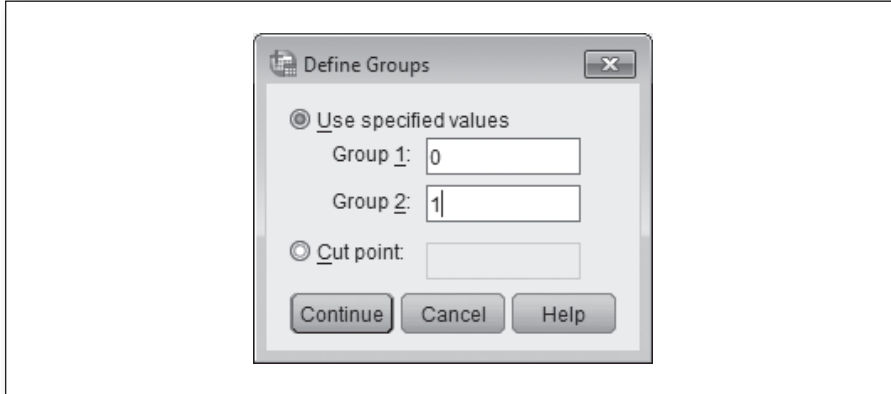 Define Groups
Use specified values
Group 1: 0
Group 2: 1
Cut point:
Continue Cancel Help